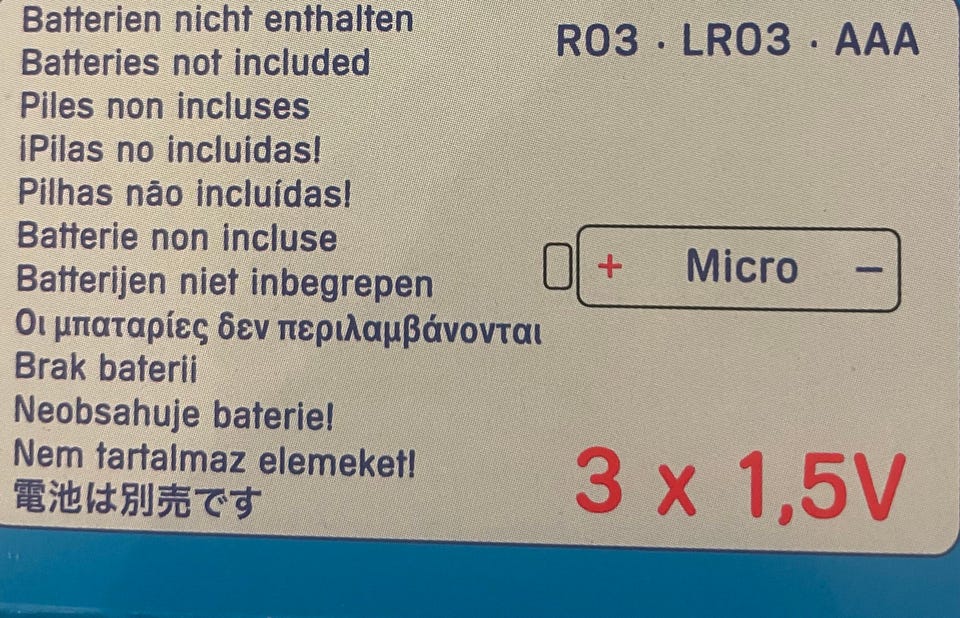 Batterien nicht enthalten
Batteries not included
Piles non incluses
¡Pilas no incluidas!
Pilhas não incluídas!
Batterie non incluse
Batterijen niet inbegrepen
Οι μπαταρίες δεν περιλαμβάνονται
Brak baterii
Neobsahuje baterie!
Nem tartalmaz elemeket!
電池は別売です
R03 · LR03 · AAA
+ Micro −
3 x 1,5V